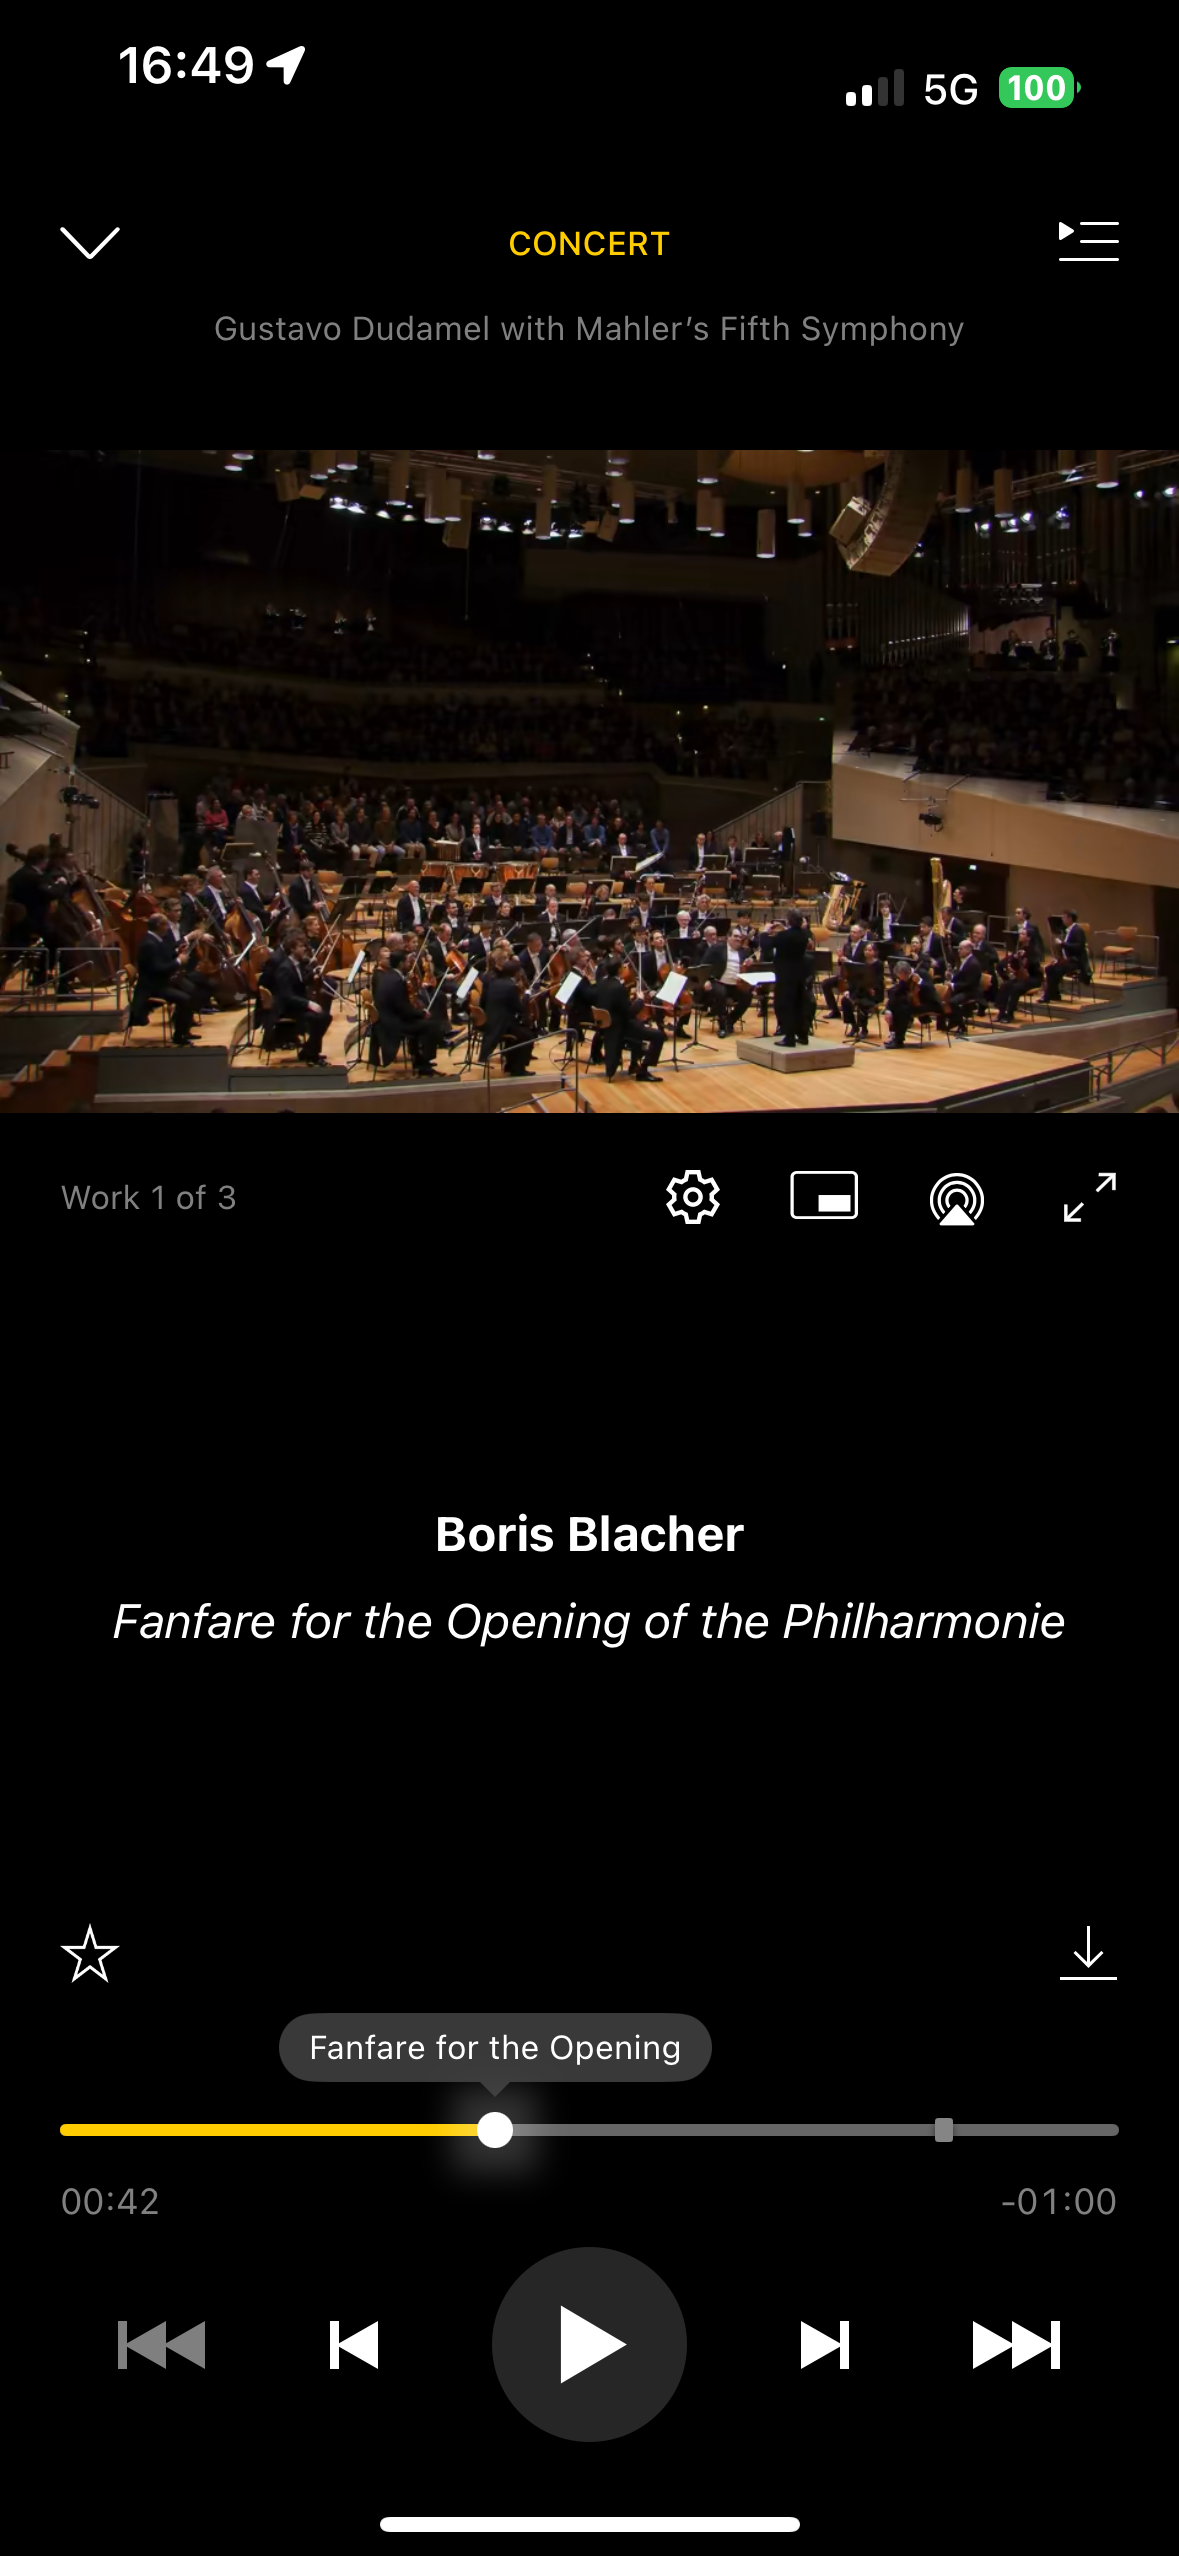 16:49
5G 100
CONCERT
Gustavo Dudamel with Mahler’s Fifth Symphony
Work 1 of 3
Boris Blacher
Fanfare for the Opening of the Philharmonie
Fanfare for the Opening
00:42 -01:00